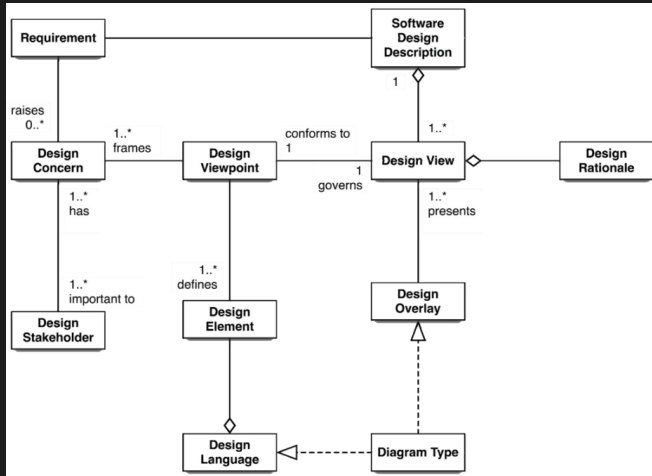 Requirement
Software
Design
Description
1
raises
0..*
1..*
frames
conforms to
1
1..*
1
governs
Design
Concern
Design
Viewpoint
Design View
Design
Rationale
1..*
has
1..*
presents
1..*
important to
1..*
defines
Design
Stakeholder
Design
Element
Design
Overlay
Design
Language
Diagram Type